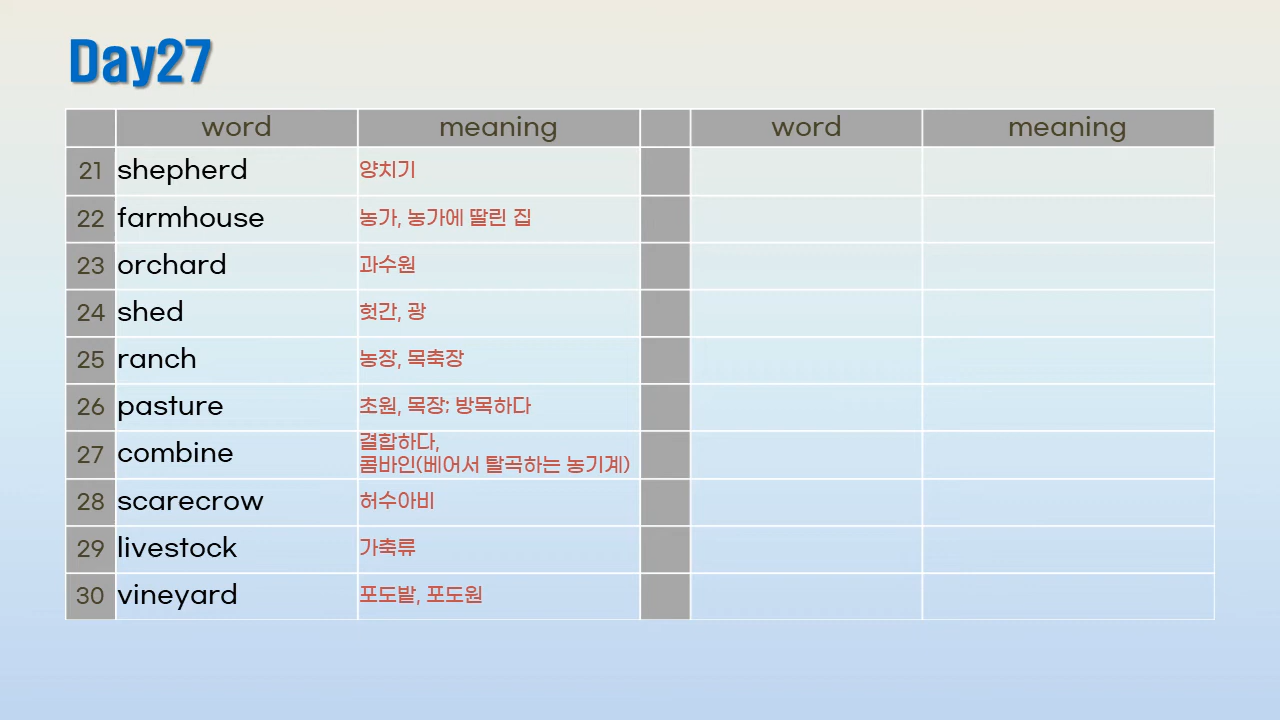 Day27
word meaning word meaning
21 shepherd 양치기
22 farmhouse 농가, 농가에 딸린 집
23 orchard 과수원
24 shed 헛간, 광
25 ranch 농장, 목축장
26 pasture 초원, 목장; 방목하다
27 combine 결합하다,
콤바인(베어서 탈곡하는 농기계)
28 scarecrow 허수아비
29 livestock 가축류
30 vineyard 포도밭, 포도원